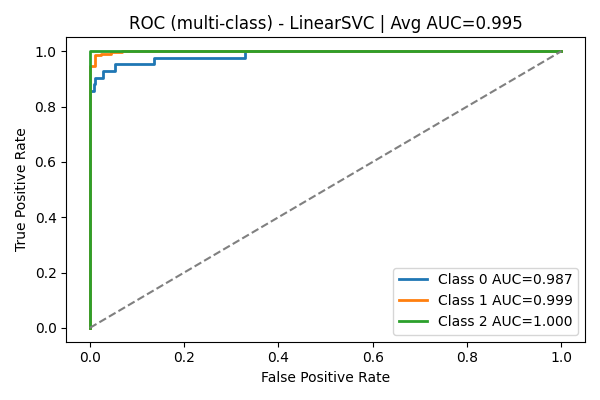 ROC (multi-class) - LinearSVC | Avg AUC=0.995
True Positive Rate
1.0
0.8
0.6
0.4
0.2
0.0
Class 0 AUC=0.987
Class 1 AUC=0.999
Class 2 AUC=1.000
0.0 0.2 0.4 0.6 0.8 1.0
False Positive Rate